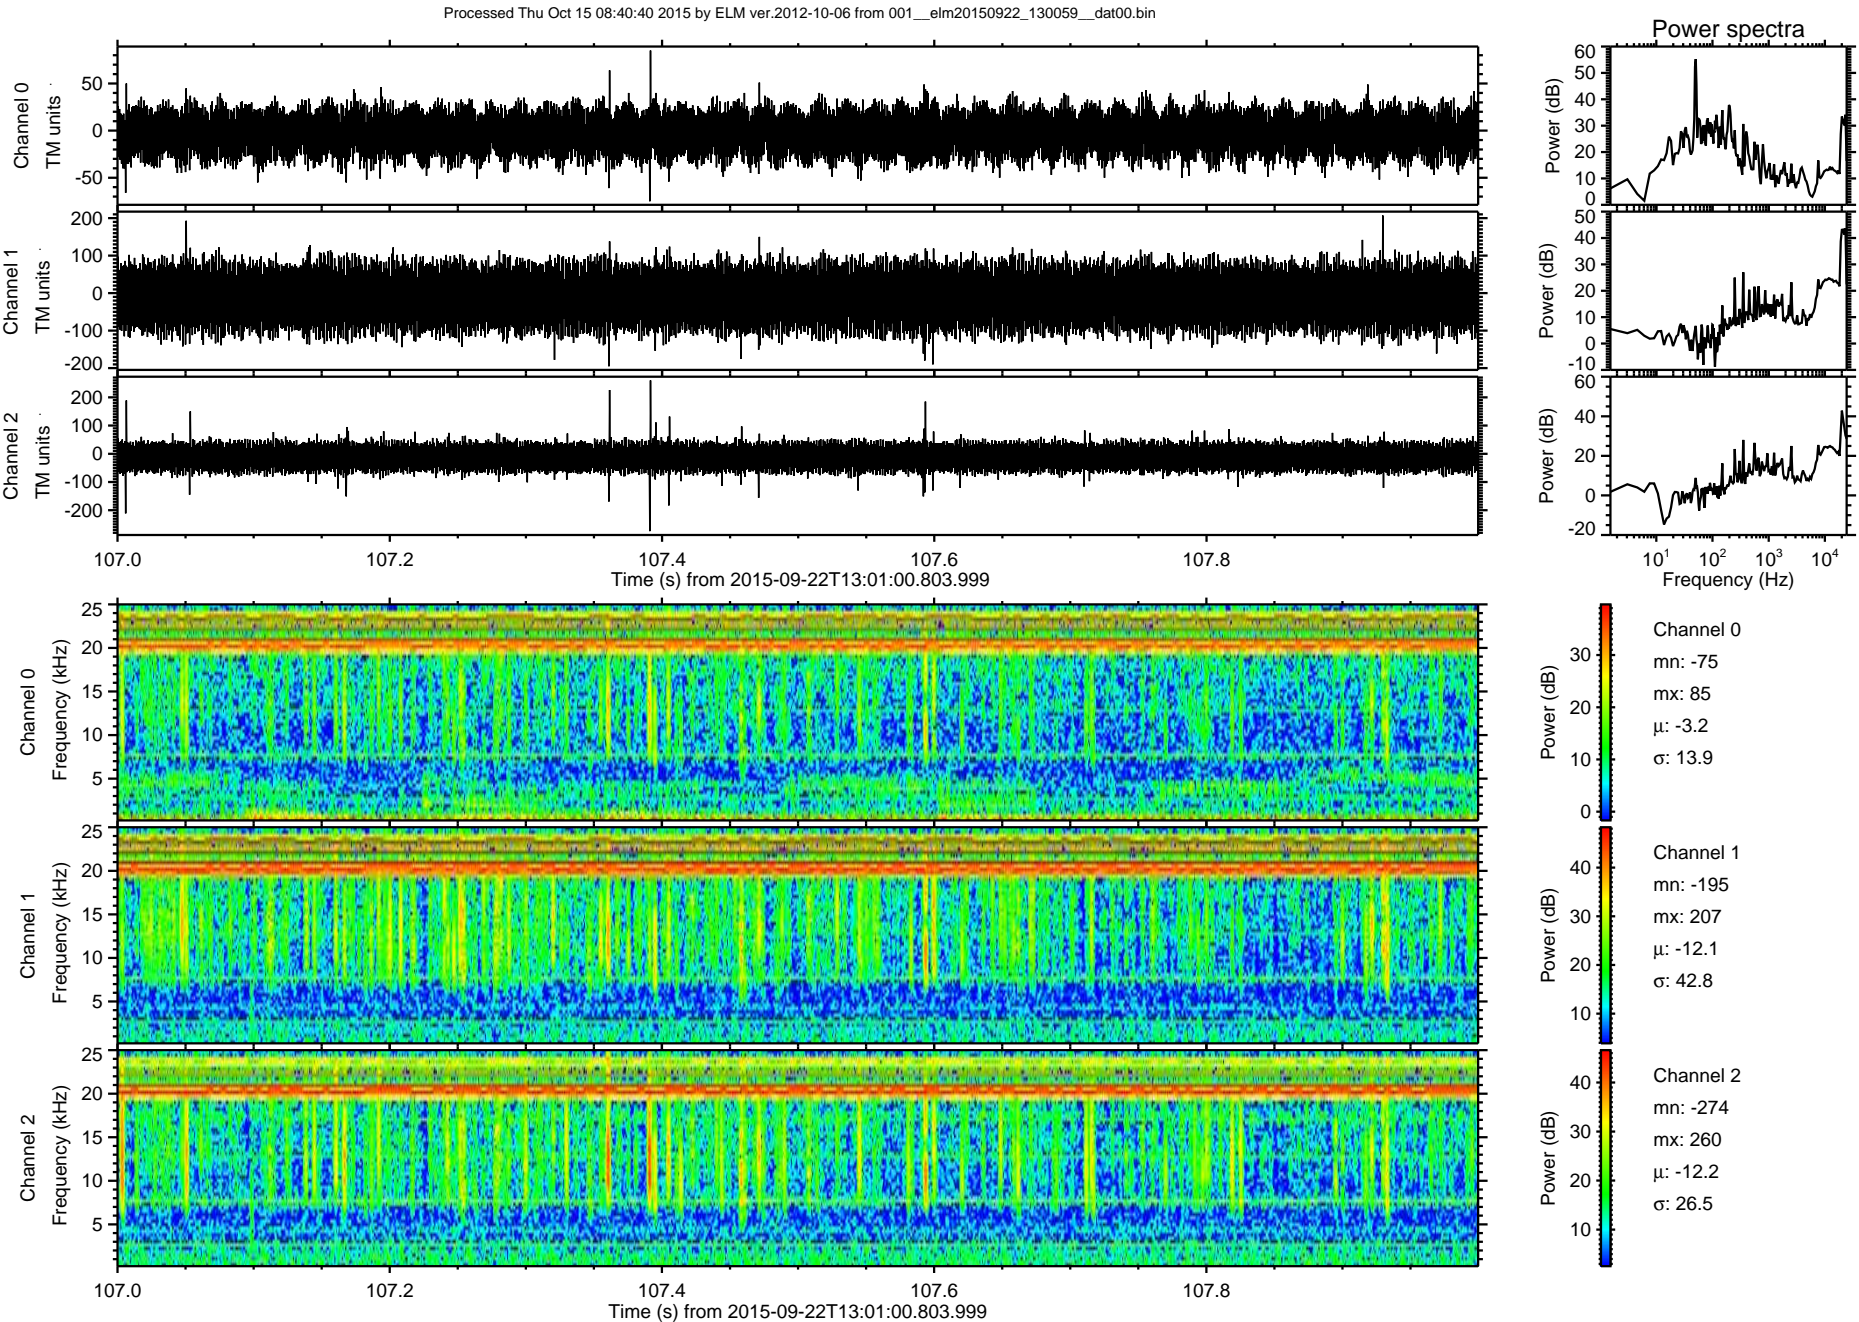 Processed Thu Oct 15 08:40:40 2015 by ELM ver.2012-10-06 from 001__elm20150922_130059__dat00.bin
Power spectra
Channel 0
TM units
50
0
-50
Power (dB)
60
50
40
30
20
10
0
Channel 1
TM units
200
100
0
-100
-200
Power (dB)
50
40
30
20
10
0
-10
Channel 2
TM units
200
100
0
-100
-200
Power (dB)
60
40
20
0
-20
107.0 107.2 107.4 107.6 107.8
Time (s) from 2015-09-22T13:01:00.803.999
10¹ 10² 10³ 10⁴
Frequency (Hz)
Channel 0
Frequency (kHz)
25
20
15
10
5
Power (dB)
30
20
10
0
Channel 0
mn: -75
mx: 85
μ: -3.2
σ: 13.9
Channel 1
Frequency (kHz)
25
20
15
10
5
Power (dB)
40
30
20
10
Channel 1
mn: -195
mx: 207
μ: -12.1
σ: 42.8
Channel 2
Frequency (kHz)
25
20
15
10
5
Power (dB)
40
30
20
10
Channel 2
mn: -274
mx: 260
μ: -12.2
σ: 26.5
107.0 107.2 107.4 107.6 107.8
Time (s) from 2015-09-22T13:01:00.803.999